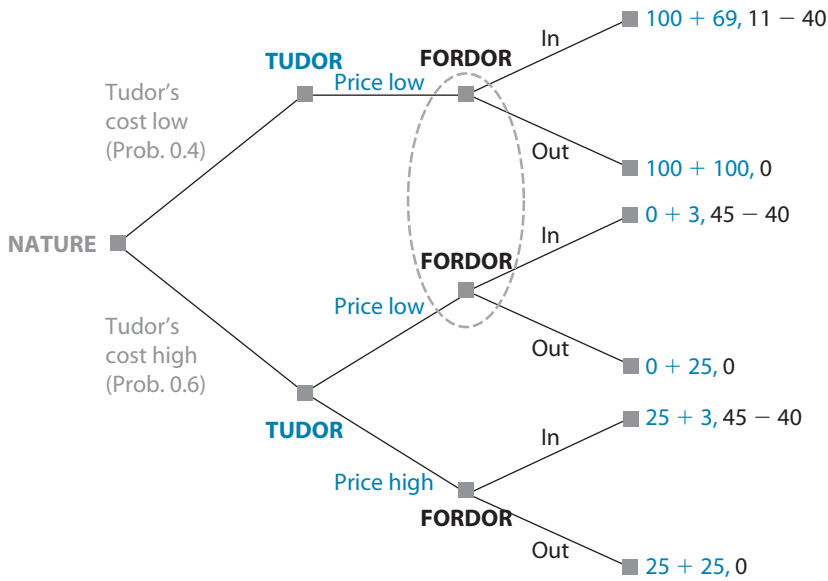 100 + 69, 11 − 40
In
TUDOR
FORDOR
Price low
Tudor's
cost low
(Prob. 0.4)
Out
100 + 100, 0
0 + 3, 45 − 40
In
NATURE
FORDOR
Price low
Tudor's
cost high
(Prob. 0.6)
Out
0 + 25, 0
25 + 3, 45 − 40
TUDOR
In
Price high
FORDOR
Out
25 + 25, 0